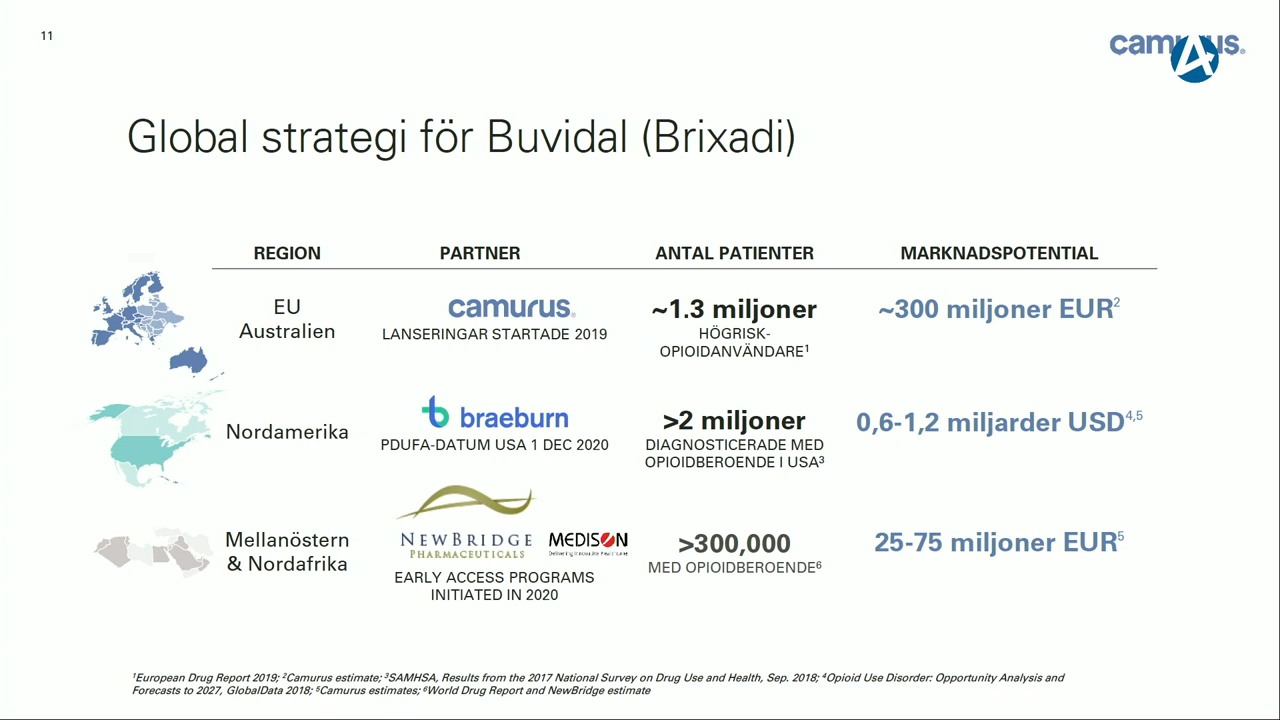 11
camurus®
Global strategi för Buvidal (Brixadi)
REGION PARTNER ANTAL PATIENTER MARKNADSPOTENTIAL
EU
Australien
camurus®
LANSERINGAR STARTADE 2019
~1.3 miljoner
HÖGRISK-
OPIOIDANVÄNDARE¹
~300 miljoner EUR²
Nordamerika
braeburn
PDUFA-DATUM USA 1 DEC 2020
>2 miljoner
DIAGNOSTICERADE MED
OPIOIDBEROENDE I USA³
0,6-1,2 miljarder USD⁴,⁵
Mellanöstern
& Nordafrika
NEWBRIDGE
PHARMACEUTICALS
MEDISON
Delivering Innovative Healthcare
EARLY ACCESS PROGRAMS
INITIATED IN 2020
>300,000
MED OPIOIDBEROENDE⁶
25-75 miljoner EUR⁵
¹European Drug Report 2019; ²Camurus estimate; ³SAMHSA, Results from the 2017 National Survey on Drug Use and Health, Sep. 2018; ⁴Opioid Use Disorder: Opportunity Analysis and
Forecasts to 2027, GlobalData 2018; ⁵Camurus estimates; ⁶World Drug Report and NewBridge estimate